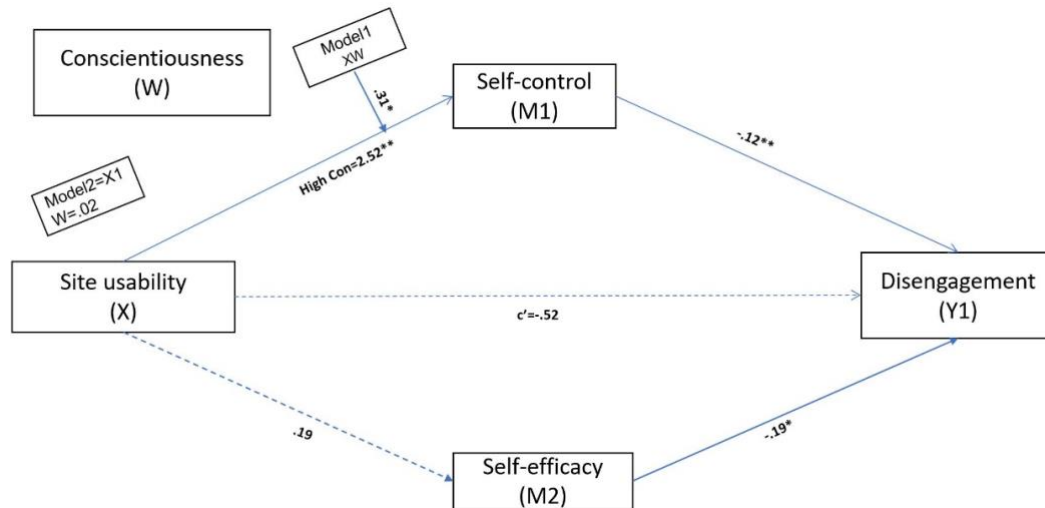 Conscientiousness
(W)
Model1
XW
.31*
Self-control
(M1)
-.12**
High Con=2.52**
Model2=X1
W=.02
Site usability
(X)
c'=-.52
Disengagement
(Y1)
.19
-.19*
Self-efficacy
(M2)